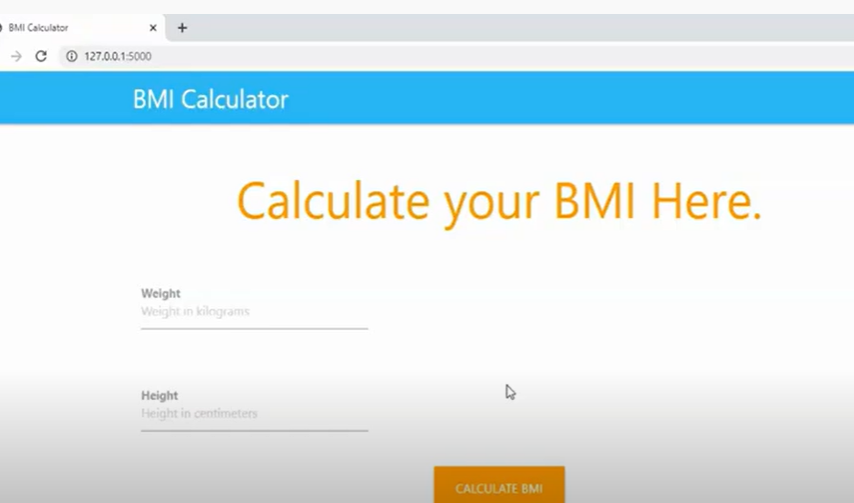 BMI Calculator
127.0.0.1:5000
BMI Calculator
Calculate your BMI Here.
Weight
Weight in kilograms
Height
Height in centimeters
CALCULATE BMI